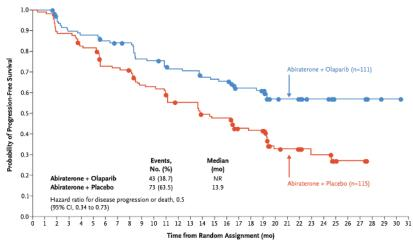 Probability of Progression-Free Survival
1.0
0.9
0.8
0.7
0.6
0.5
0.4
0.3
0.2
0.1
0.0
Abiraterone + Olaparib (n=111)
Abiraterone + Placebo (n=115)
Events, No. (%) Median (mo)
Abiraterone + Olaparib 43 (38.7) NR
Abiraterone + Placebo 73 (63.5) 13.9
Hazard ratio for disease progression or death, 0.5
(95% CI, 0.34 to 0.73)
0 1 2 3 4 5 6 7 8 9 10 11 12 13 14 15 16 17 18 19 20 21 22 23 24 25 26 27 28 29 30 31
Time from Random Assignment (mo)